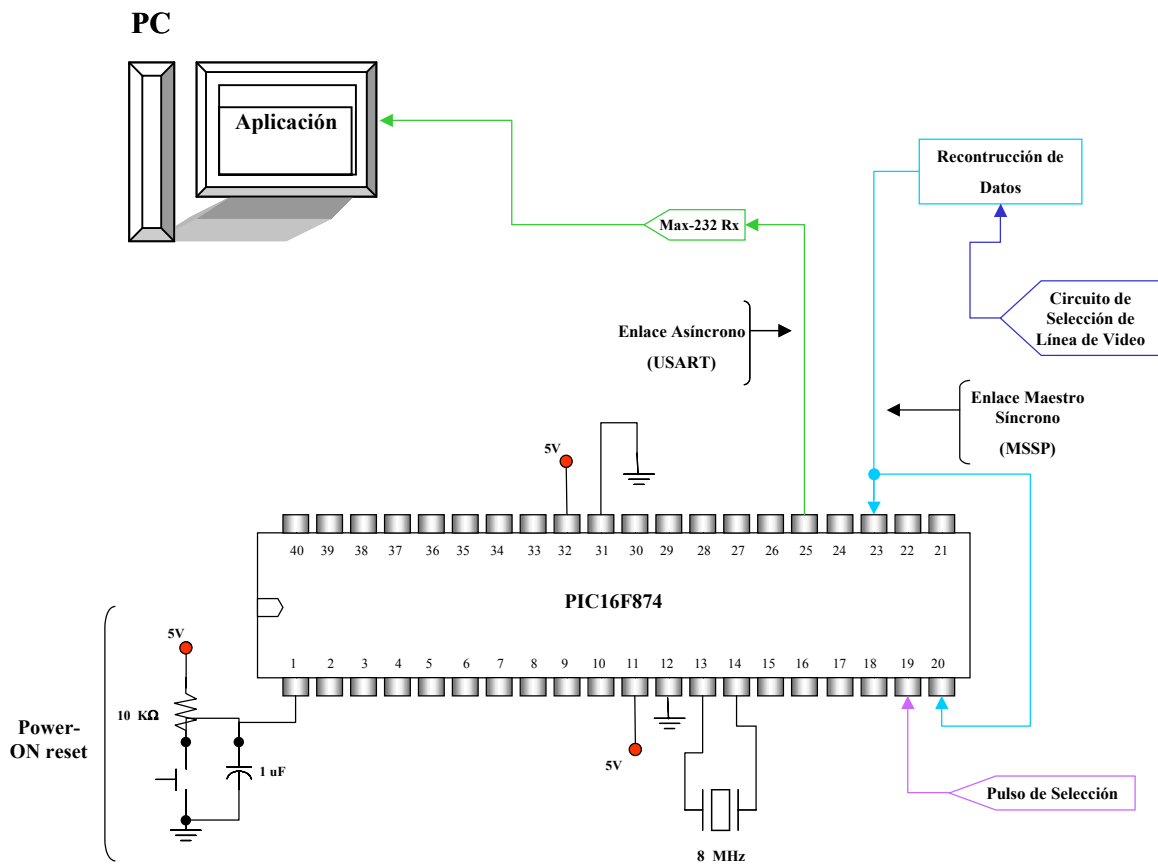 PC
Aplicación
Recontrucción de
Datos
Max-232 Rx
Circuito de
Selección de
Línea de Video
Enlace Asíncrono
(USART)
Enlace Maestro
Síncrono
(MSSP)
5V
40 39 38 37 36 35 34 33 32 31 30 29 28 27 26 25 24 23 22 21
PIC16F874
1 2 3 4 5 6 7 8 9 10 11 12 13 14 15 16 17 18 19 20
5V
10 KΩ
Power-
ON reset
1 uF
5V
Pulso de Selección
8 MHz